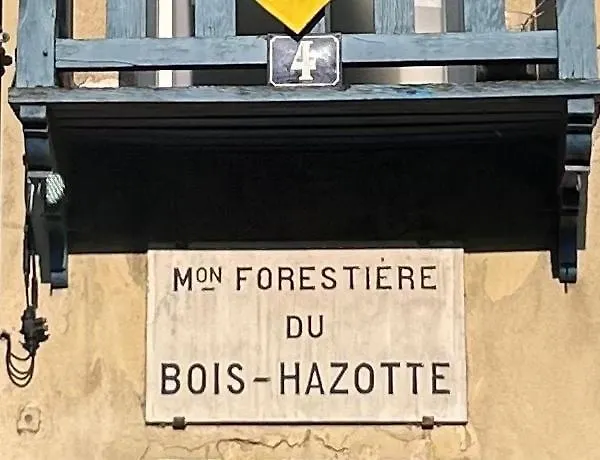 4
MON FORESTIÈRE
DU
BOIS-HAZOTTE